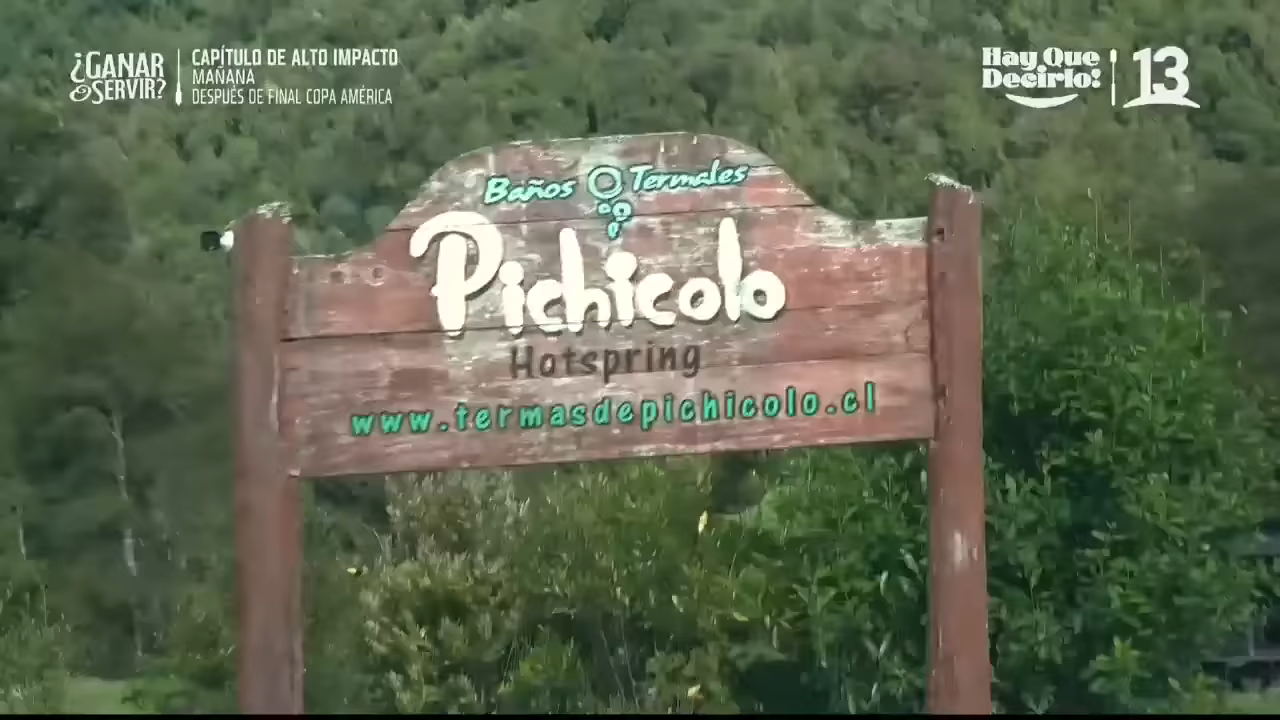 ¿GANAR
O SERVIR?
CAPÍTULO DE ALTO IMPACTO
MAÑANA
DESPUÉS DE FINAL COPA AMÉRICA
Hay Que
Decirlo!
13
Baños Termales
Pichicolo
Hotspring
www.termasdepichicolo.cl